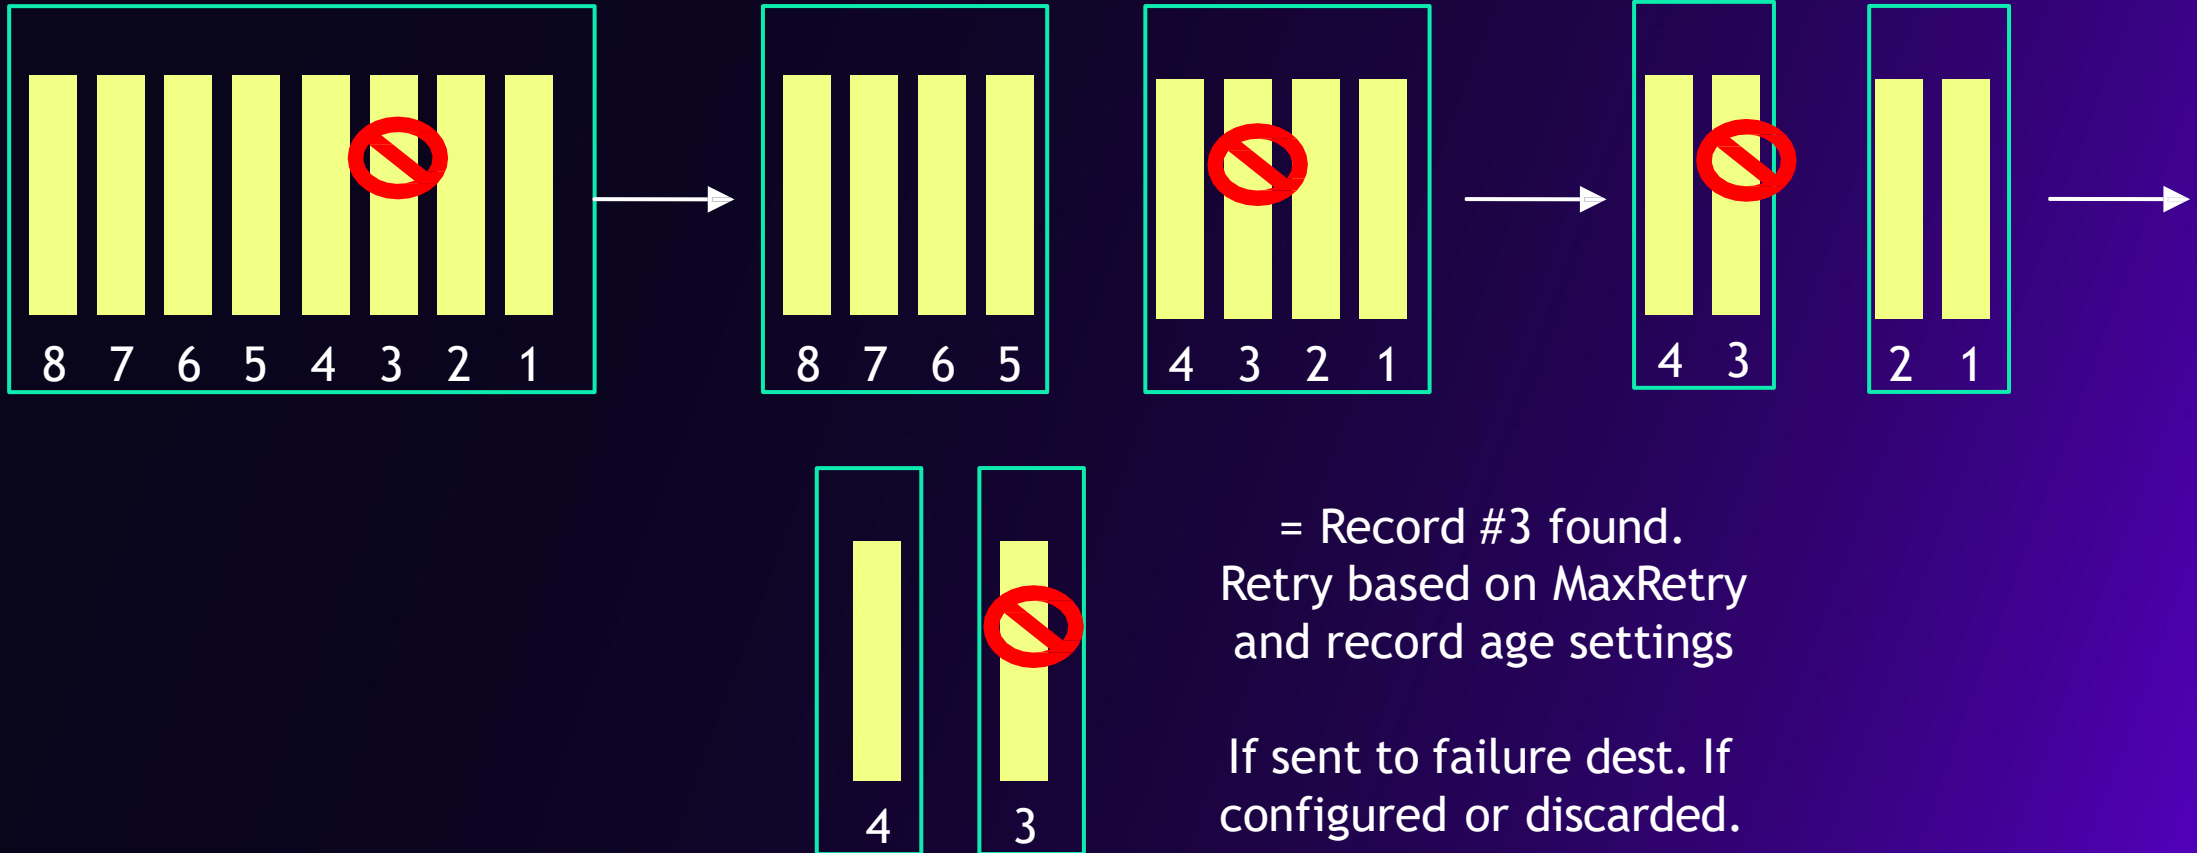 8 7 6 5 4 3 2 1
8 7 6 5
4 3 2 1
4 3
2 1
4
3
= Record #3 found.
Retry based on MaxRetry
and record age settings
If sent to failure dest. If
configured or discarded.